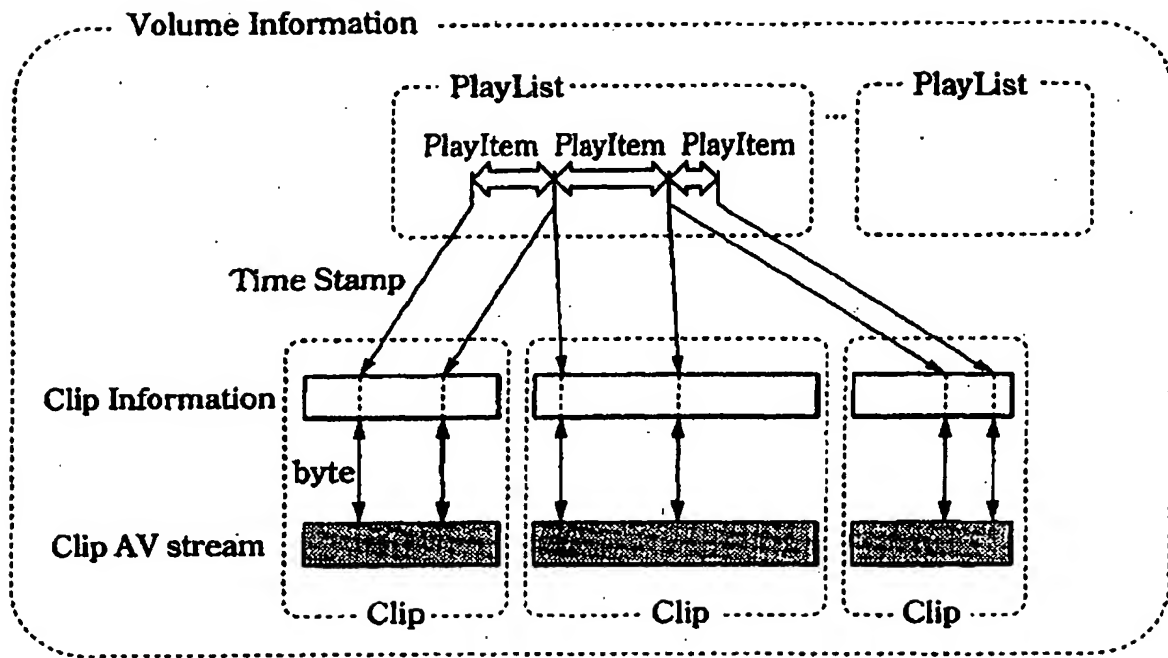 Volume Information
PlayList
...
PlayList
PlayItem PlayItem PlayItem
Time Stamp
Clip Information
byte
Clip AV stream
Clip
Clip
Clip